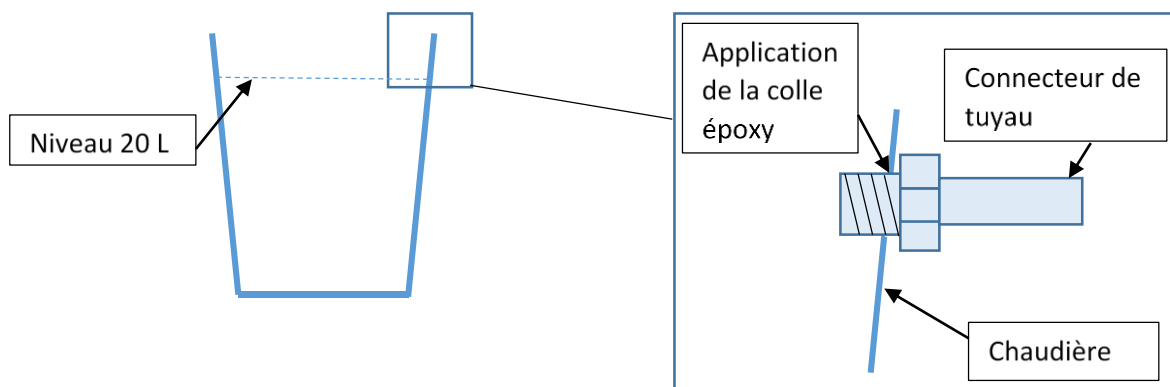 Niveau 20 L
Application
de la colle
époxy
Connecteur de
tuyau
Chaudière